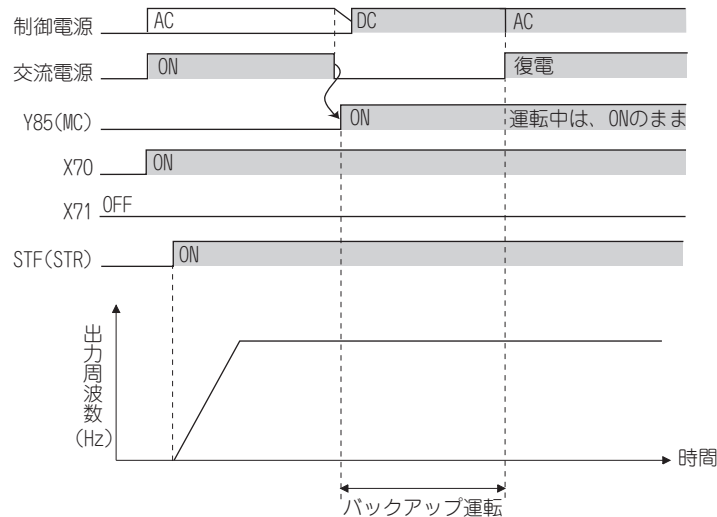 制御電源 AC DC AC
交流電源 ON 復電
Y85(MC) ON 運転中は、ONのまま
X70 ON
X71 OFF
STF(STR) ON
出力周波数(Hz)
時間
バックアップ運転